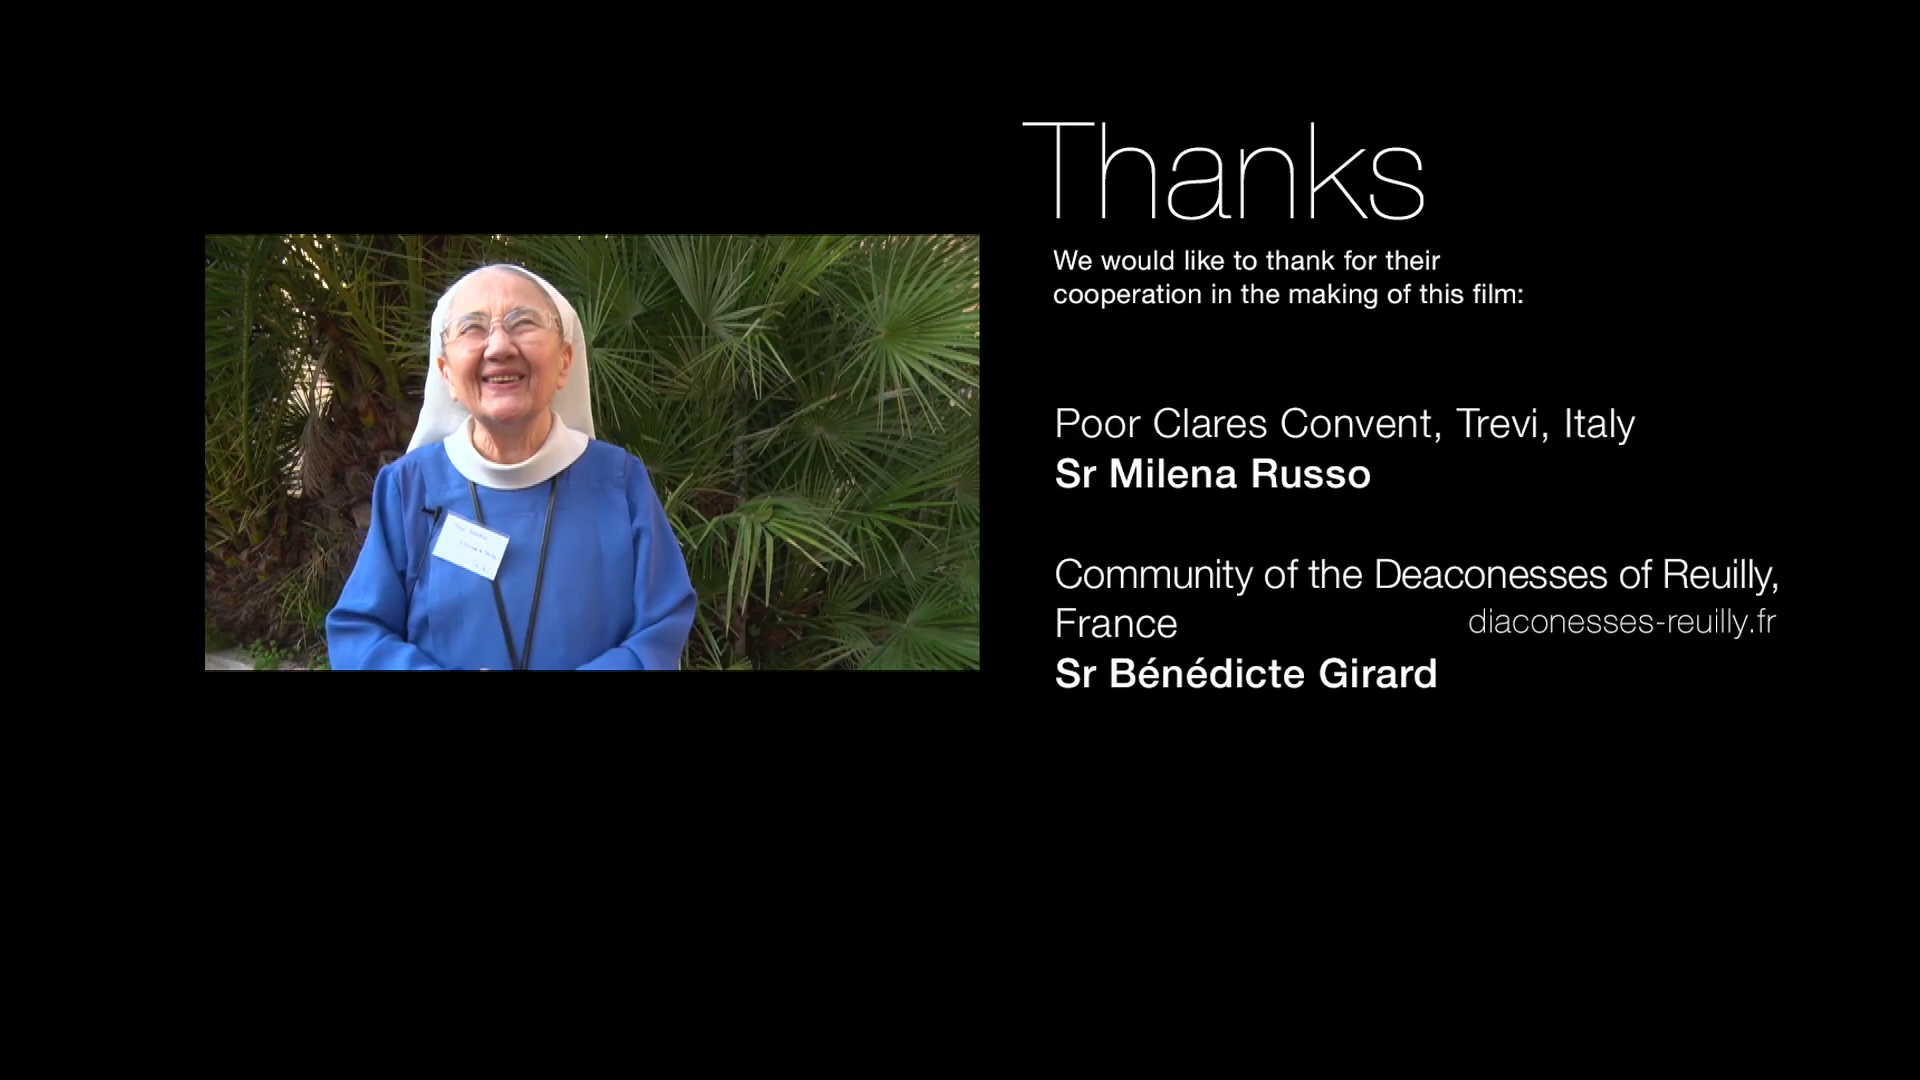 Thanks
We would like to thank for their
cooperation in the making of this film:
Poor Clares Convent, Trevi, Italy
Sr Milena Russo
Community of the Deaconesses of Reuilly,
France
diaconesses-reuilly.fr
Sr Bénédicte Girard